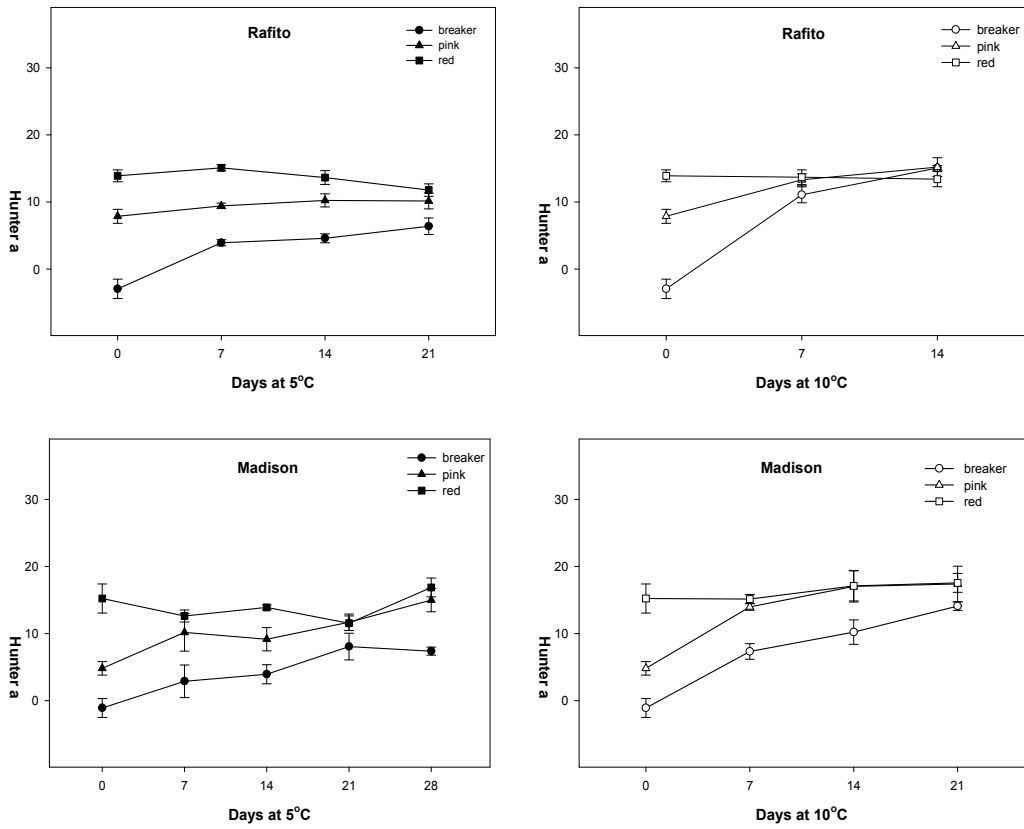 Rafito
breaker
pink
red
30
20
10
0
Hunter a
0 7 14 21
Days at 5°C
Rafito
breaker
pink
red
30
20
10
0
Hunter a
0 7 14
Days at 10°C
Madison
breaker
pink
red
30
20
10
0
Hunter a
0 7 14 21 28
Days at 5°C
Madison
breaker
pink
red
30
20
10
0
Hunter a
0 7 14 21
Days at 10°C